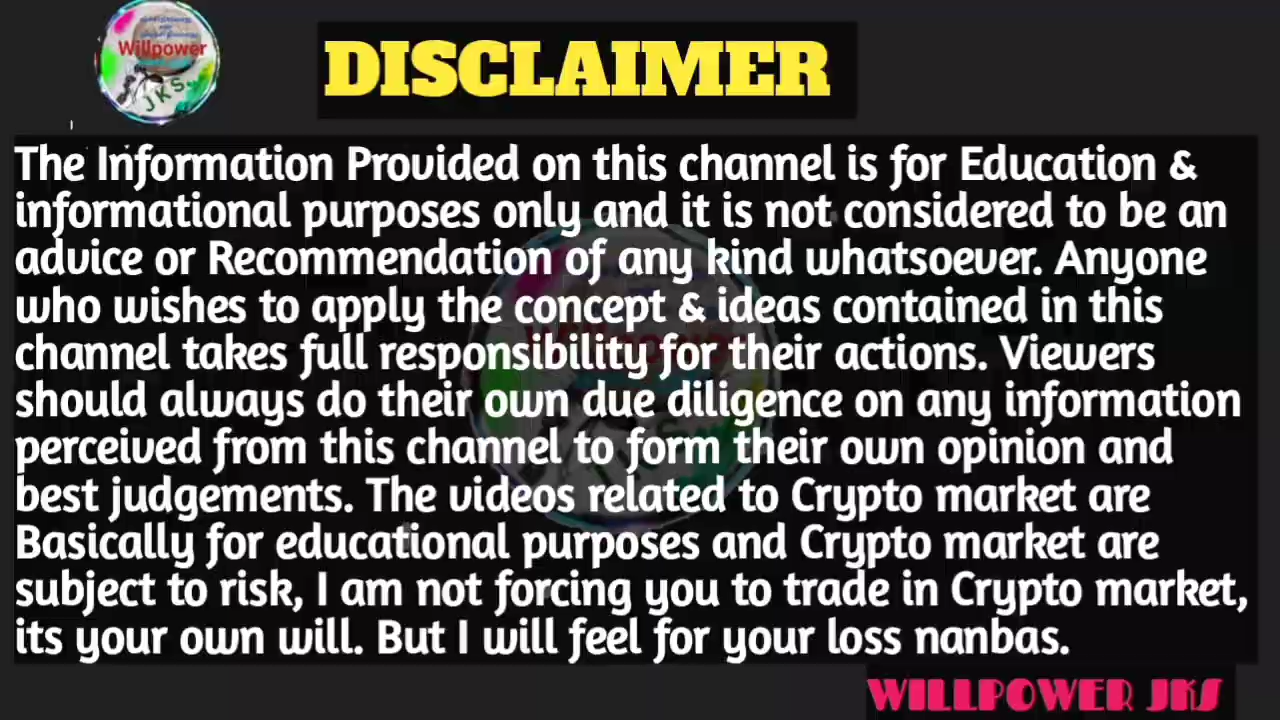 Willpower
JKS
DISCLAIMER
The Information Provided on this channel is for Education &
informational purposes only and it is not considered to be an
advice or Recommendation of any kind whatsoever. Anyone
who wishes to apply the concept & ideas contained in this
channel takes full responsibility for their actions. Viewers
should always do their own due diligence on any information
perceived from this channel to form their own opinion and
best judgements. The videos related to Crypto market are
Basically for educational purposes and Crypto market are
subject to risk, I am not forcing you to trade in Crypto market,
its your own will. But I will feel for your loss nanbas.
WILLPOWER JKS